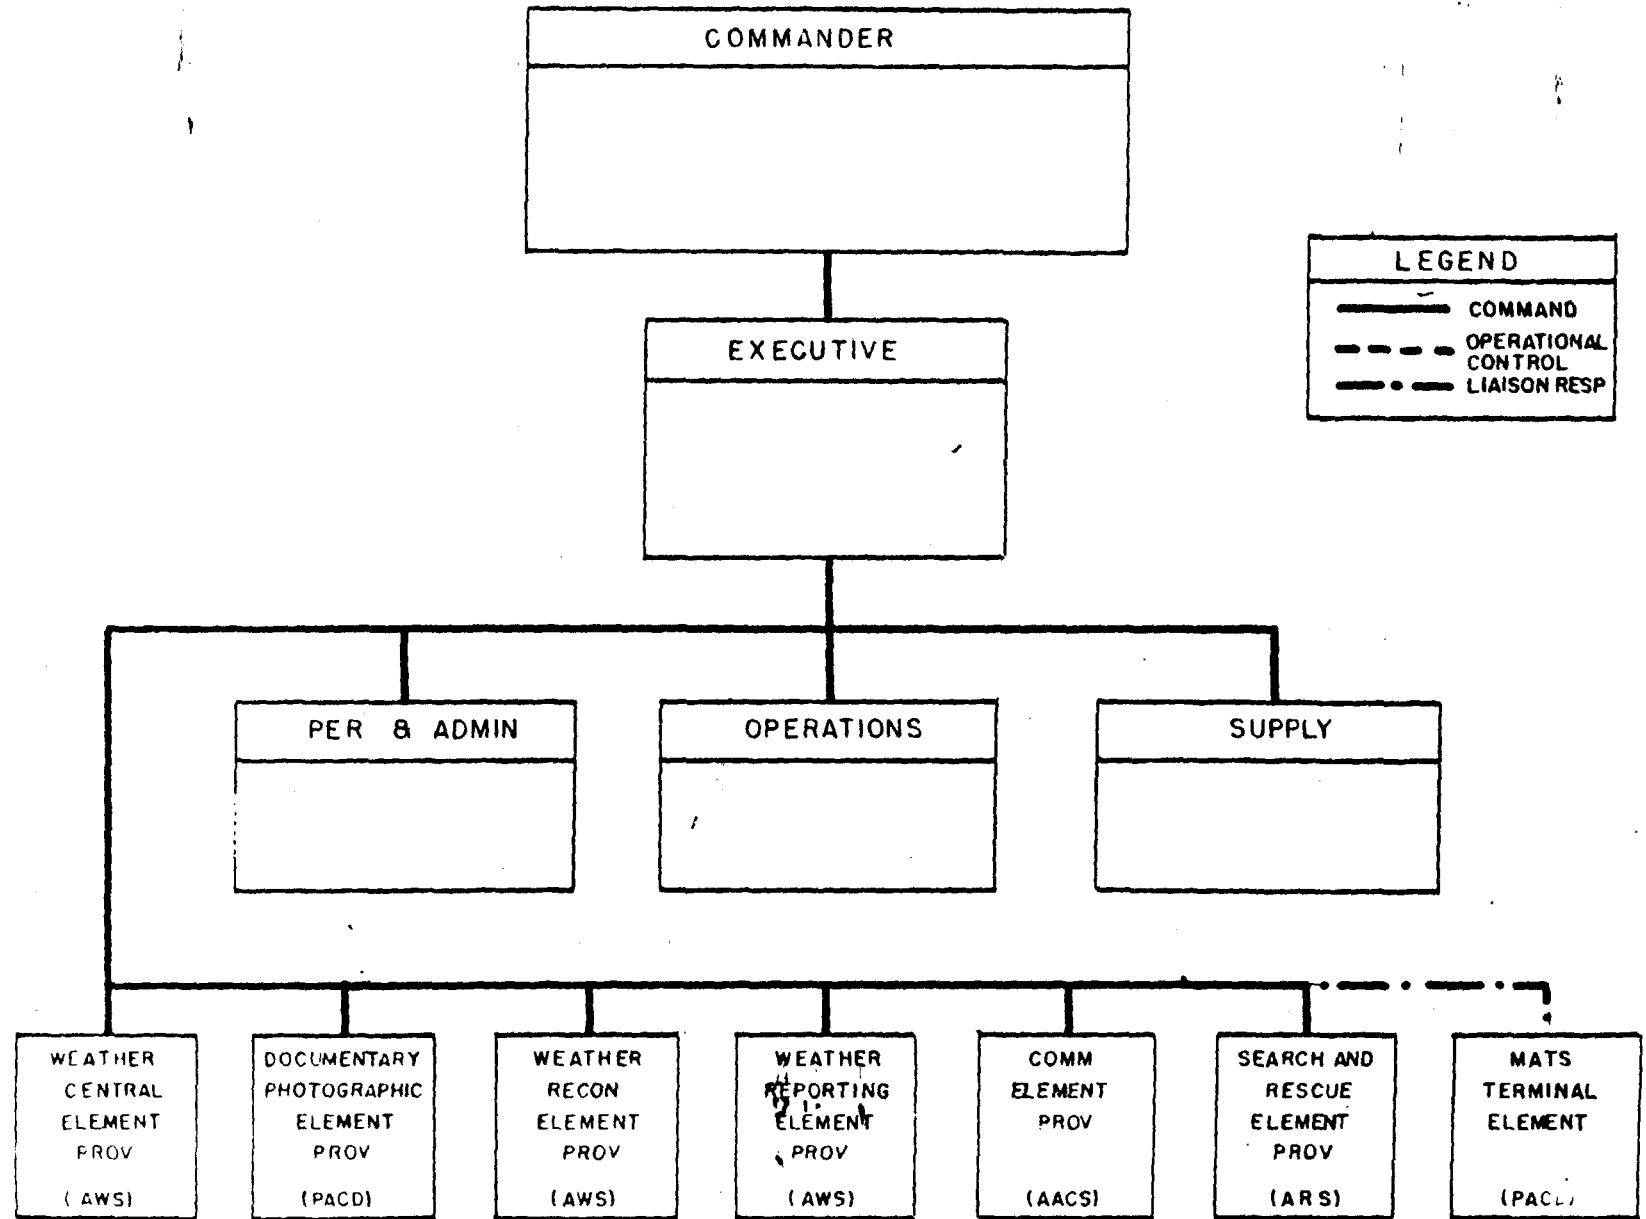 COMMANDER
LEGEND
COMMAND
OPERATIONAL
CONTROL
LIAISON RESP
EXECUTIVE
PER & ADMIN
OPERATIONS
SUPPLY
WEATHER
CENTRAL
ELEMENT
PROV
(AWS)
DOCUMENTARY
PHOTOGRAPHIC
ELEMENT
PROV
(PACD)
WEATHER
RECON
ELEMENT
PROV
(AWS)
WEATHER
REPORTING
ELEMENT
PROV
(AWS)
COMM
ELEMENT
PROV
(AACS)
SEARCH AND
RESCUE
ELEMENT
PROV
(ARS)
MATS
TERMINAL
ELEMENT